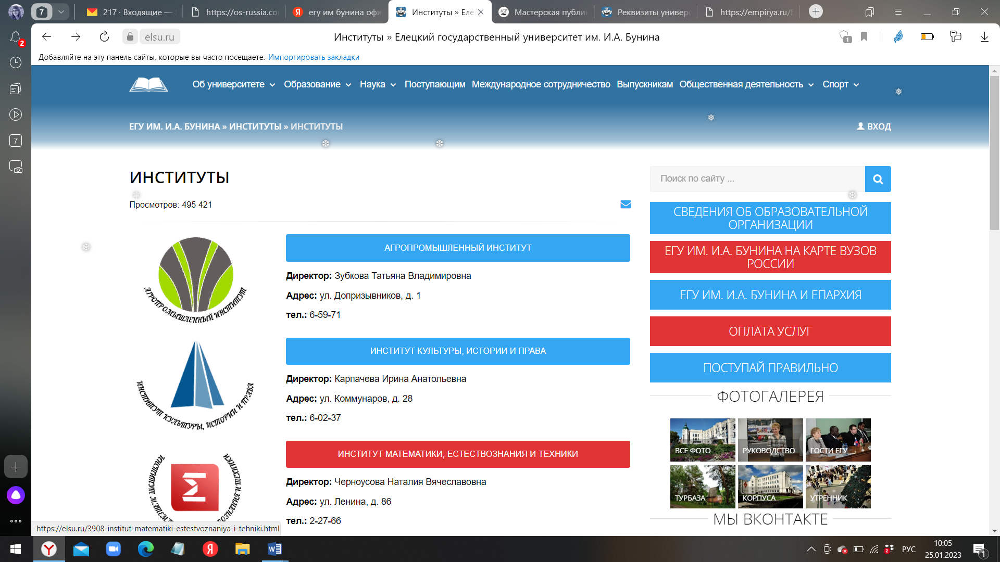 7
217 · Входящие —
https://os-russia.co
егу им бунина офи
Институты » Еле
Мастерская публи
Реквизиты универ
https://empirya.ru/f
2
elsu.ru
Институты » Елецкий государственный университет им. И.А. Бунина
1
Добавляйте на эту панель сайты, которые вы часто посещаете. Импортировать закладки
7
Об университете
Образование
Наука
Поступающим
Международное сотрудничество
Выпускникам
Общественная деятельность
Спорт
ЕГУ ИМ. И.А. БУНИНА » ИНСТИТУТЫ » ИНСТИТУТЫ
ВХОД
ИНСТИТУТЫ
Просмотров: 495 421
АГРОПРОМЫШЛЕННЫЙ ИНСТИТУТ
АГРОПРОМЫШЛЕННЫЙ ИНСТИТУТ
Директор: Зубкова Татьяна Владимировна
Адрес: ул. Допризывников, д. 1
тел.: 6-59-71
ИНСТИТУТ КУЛЬТУРЫ, ИСТОРИИ И ПРАВА
ИНСТИТУТ КУЛЬТУРЫ, ИСТОРИИ И ПРАВА
Директор: Карпачева Ирина Анатольевна
Адрес: ул. Коммунаров, д. 28
тел.: 6-02-37
ИНСТИТУТ МАТЕМАТИКИ, ЕСТЕСТВОЗНАНИЯ И ТЕХНИКИ
Директор: Черноусова Наталия Вячеславовна
Адрес: ул. Ленина, д. 86
тел.: 2-27-66
Поиск по сайту ...
СВЕДЕНИЯ ОБ ОБРАЗОВАТЕЛЬНОЙ
ОРГАНИЗАЦИИ
ЕГУ ИМ. И.А. БУНИНА НА КАРТЕ ВУЗОВ
РОССИИ
ЕГУ ИМ. И.А. БУНИНА И ЕПАРХИЯ
ОПЛАТА УСЛУГ
ПОСТУПАЙ ПРАВИЛЬНО
ФОТОГАЛЕРЕЯ
ВСЕ ФОТО
РУКОВОДСТВО
ГОСТИ ЕГУ
ТУРБАЗА
КОРПУСА
УТРЕННИК
МЫ ВКОНТАКТЕ
https://elsu.ru/3908-institut-matematiki-estestvoznaniya-i-tehniki.html
2
РУС
10:05
25.01.2023
1